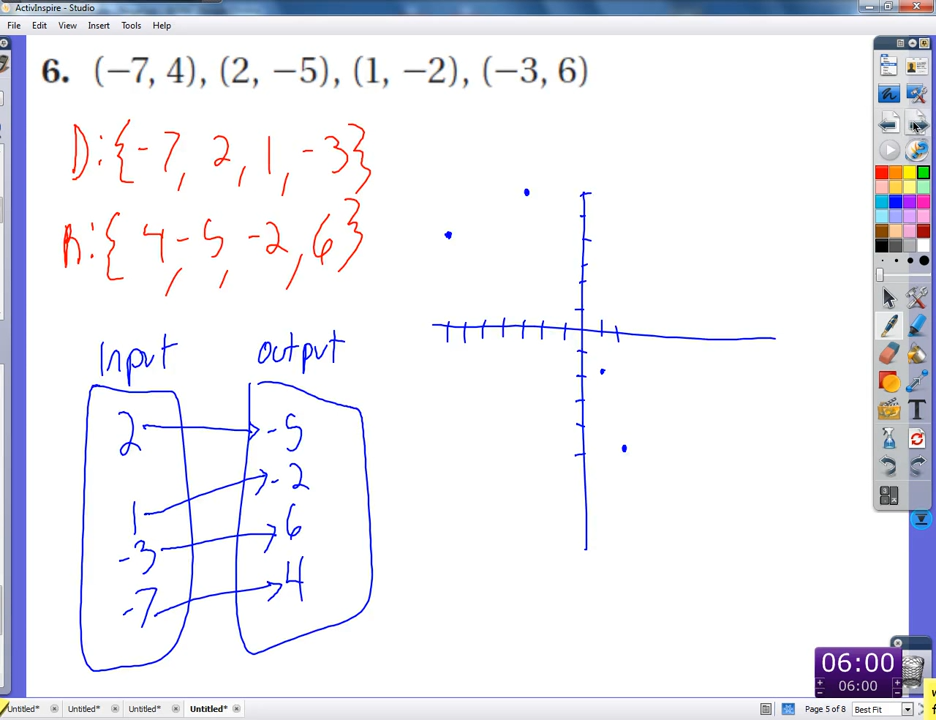 ActivInspire - Studio
File Edit View Insert Tools Help
6. (−7, 4), (2, −5), (1, −2), (−3, 6)
D:{-7, 2, 1, -3}
R:{4, -5, -2, 6}
Input output
2 -5
-2
1 6
-3
4
-7
06:00
06:00
Untitled* Untitled* Untitled* Untitled* Page 5 of 8 Best Fit